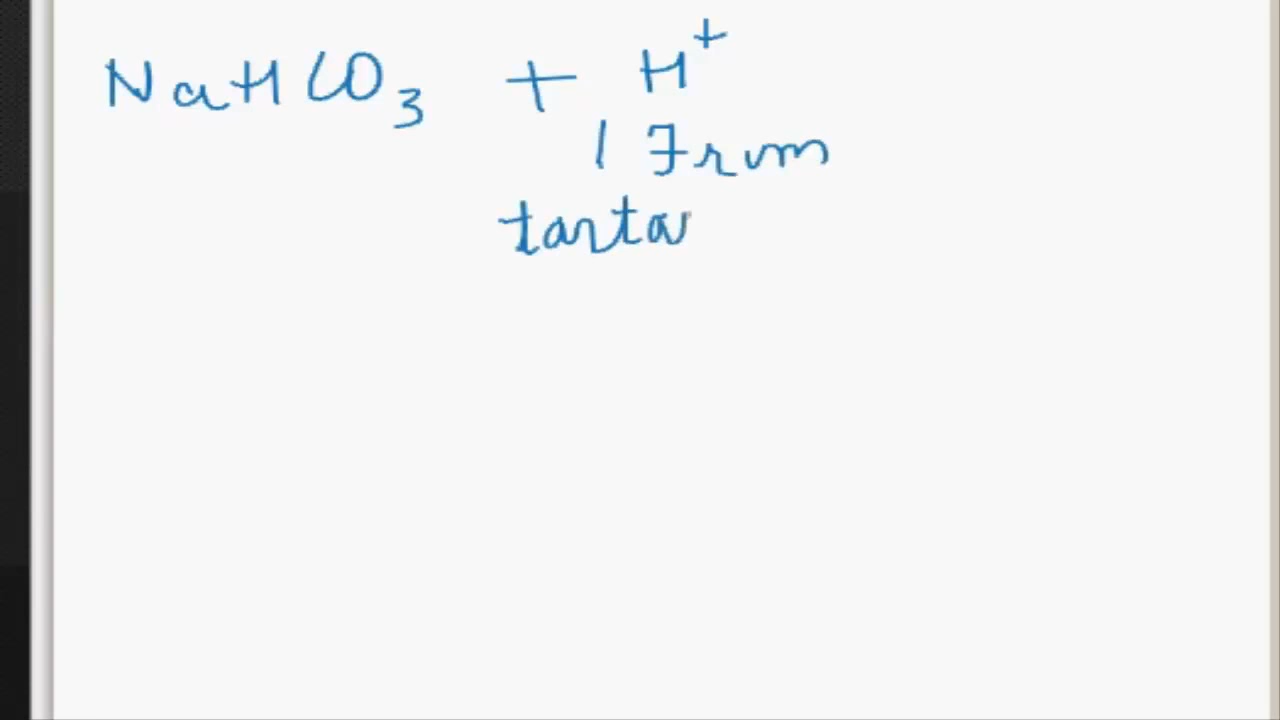 NaHCO₃ + H⁺
( From
tarta